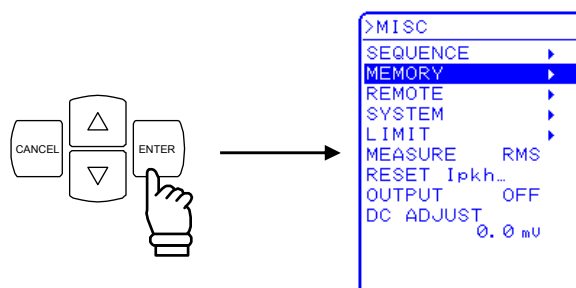 CANCEL
ENTER
>MISC
SEQUENCE
MEMORY
REMOTE
SYSTEM
LIMIT
MEASURE RMS
RESET Ipkh…
OUTPUT OFF
DC ADJUST
0.0 mV